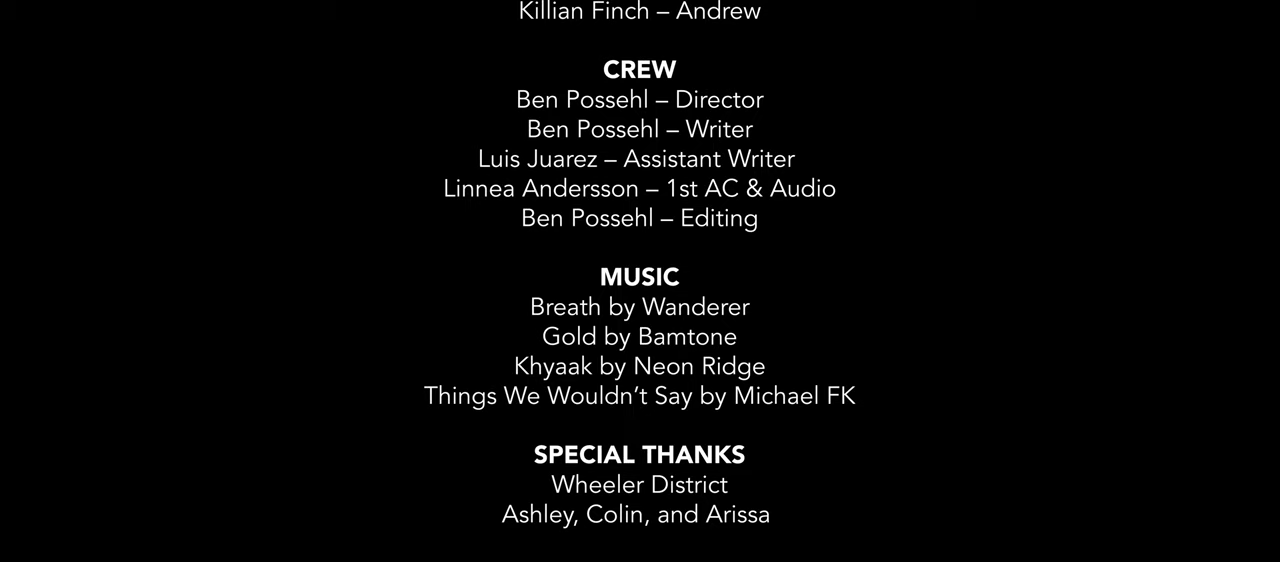 Killian Finch – Andrew
CREW
Ben Possehl – Director
Ben Possehl – Writer
Luis Juarez – Assistant Writer
Linnea Andersson – 1st AC & Audio
Ben Possehl – Editing
MUSIC
Breath by Wanderer
Gold by Bamtone
Khyaak by Neon Ridge
Things We Wouldn’t Say by Michael FK
SPECIAL THANKS
Wheeler District
Ashley, Colin, and Arissa